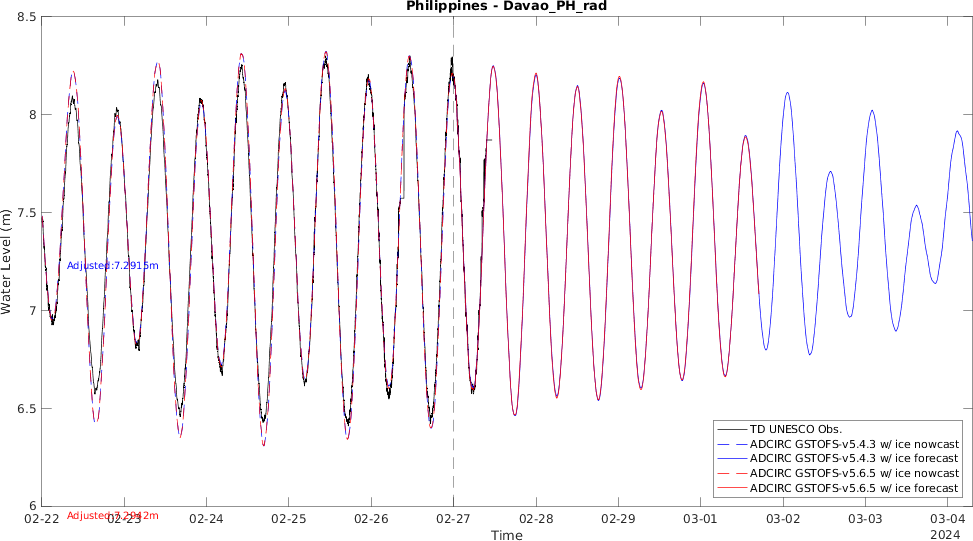 Philippines - Davao_PH_rad
8.5
8
7.5
7
6.5
6
Water Level (m)
Adjusted:7.2915m
Adjusted:7.2942m
TD UNESCO Obs.
ADCIRC GSTOFS-v5.4.3 w/ ice nowcast
ADCIRC GSTOFS-v5.4.3 w/ ice forecast
ADCIRC GSTOFS-v5.6.5 w/ ice nowcast
ADCIRC GSTOFS-v5.6.5 w/ ice forecast
02-22 02-23 02-24 02-25 02-26 02-27 02-28 02-29 03-01 03-02 03-03 03-04
Time
2024